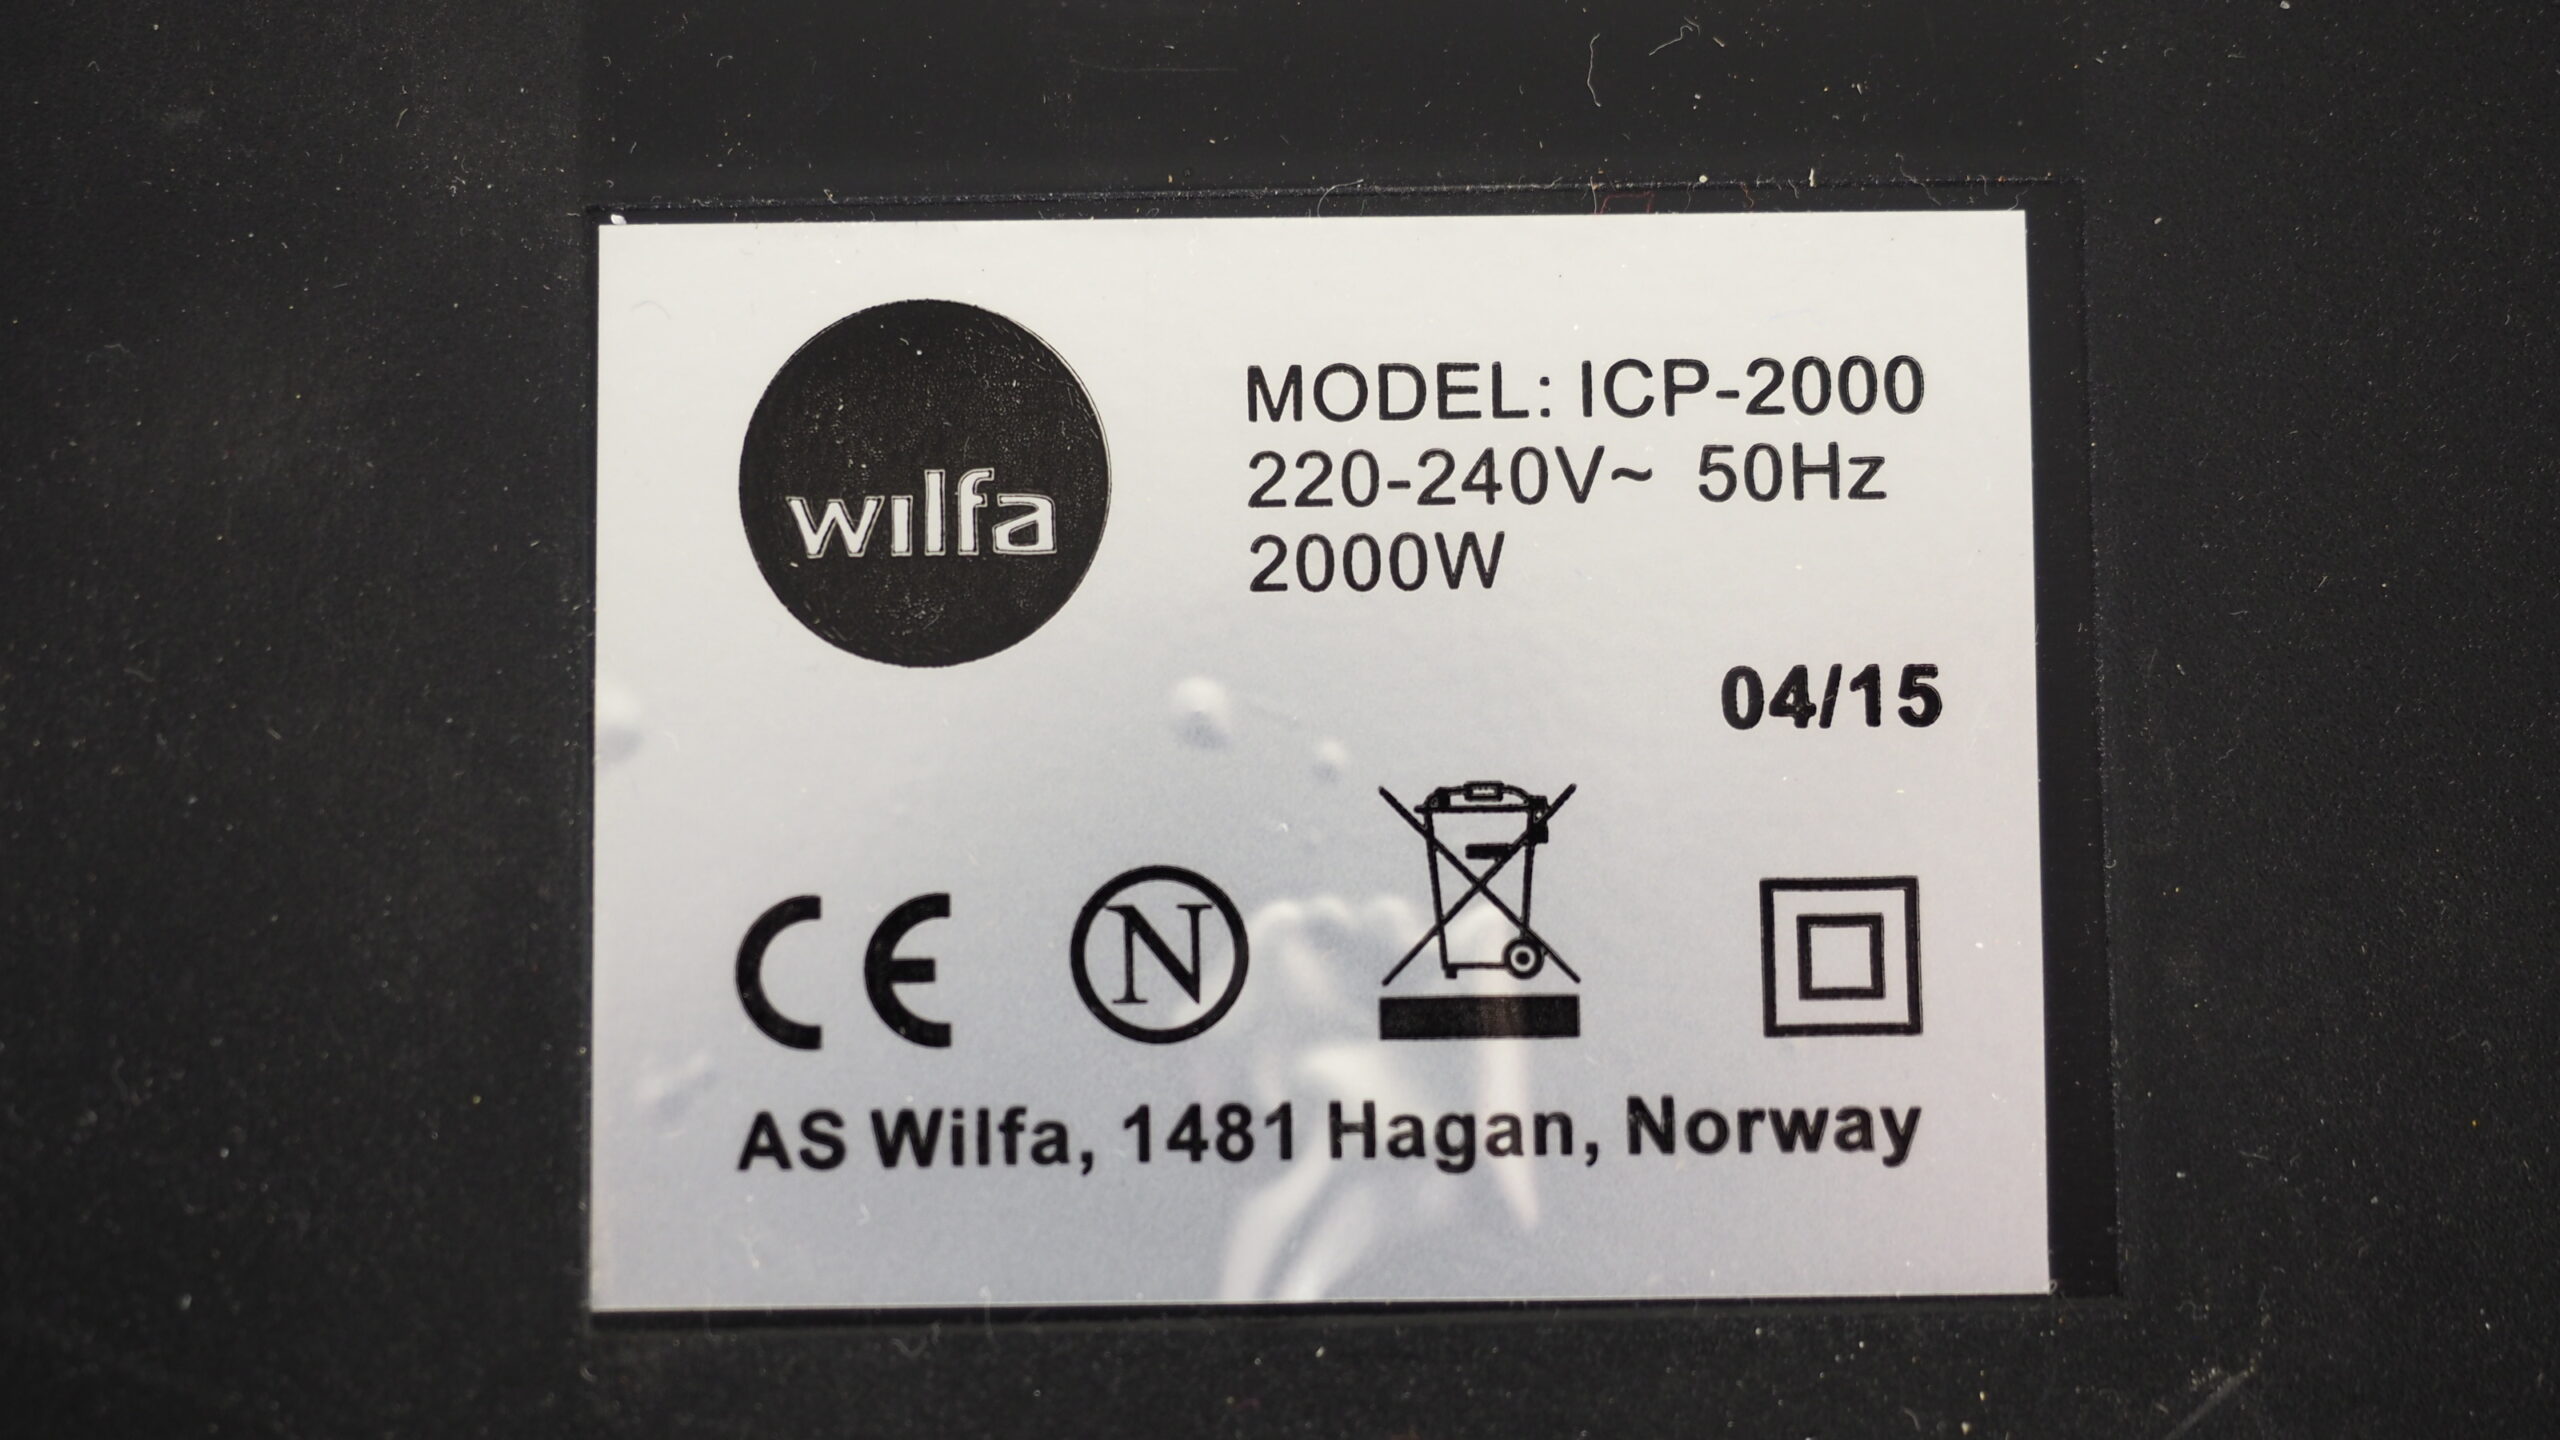 wilfa
MODEL: ICP-2000
220-240V~ 50Hz
2000W
04/15
CE N
AS Wilfa, 1481 Hagan, Norway